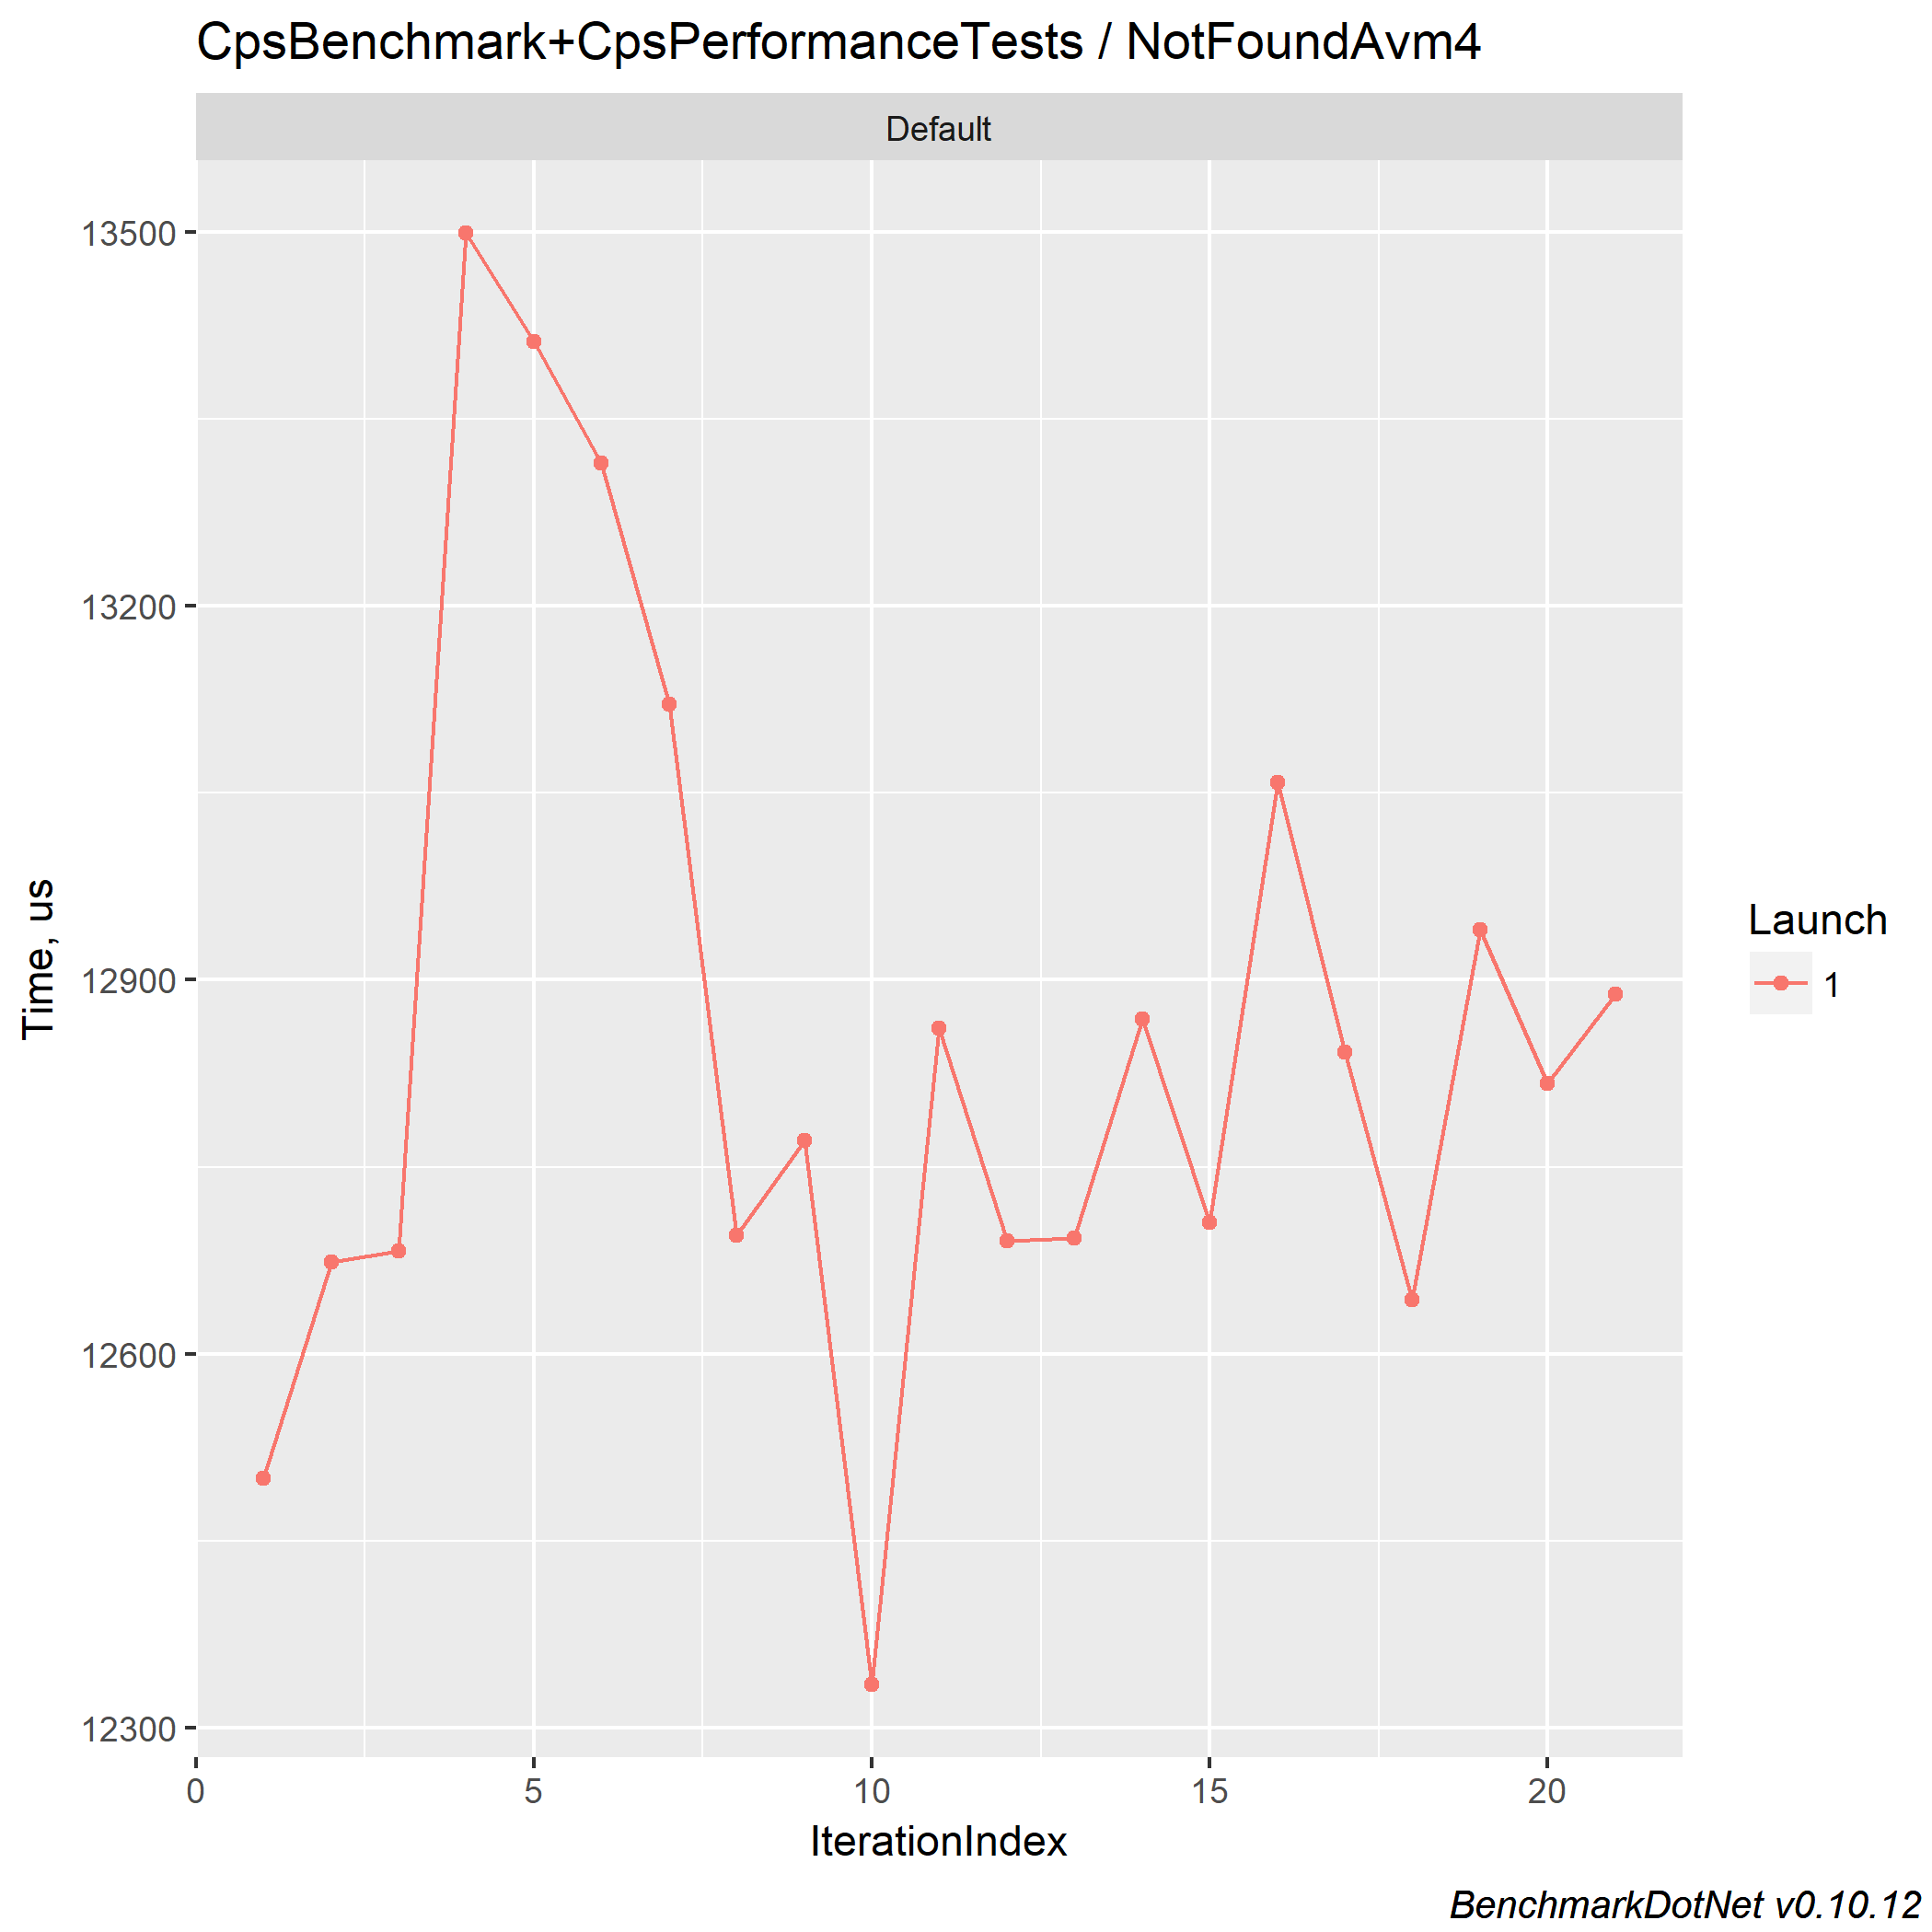 CpsBenchmark+CpsPerformanceTests / NotFoundAvm4
Default
13500
13200
12900
12600
12300
Time, us
0 5 10 15 20
IterationIndex
Launch
1
BenchmarkDotNet v0.10.12